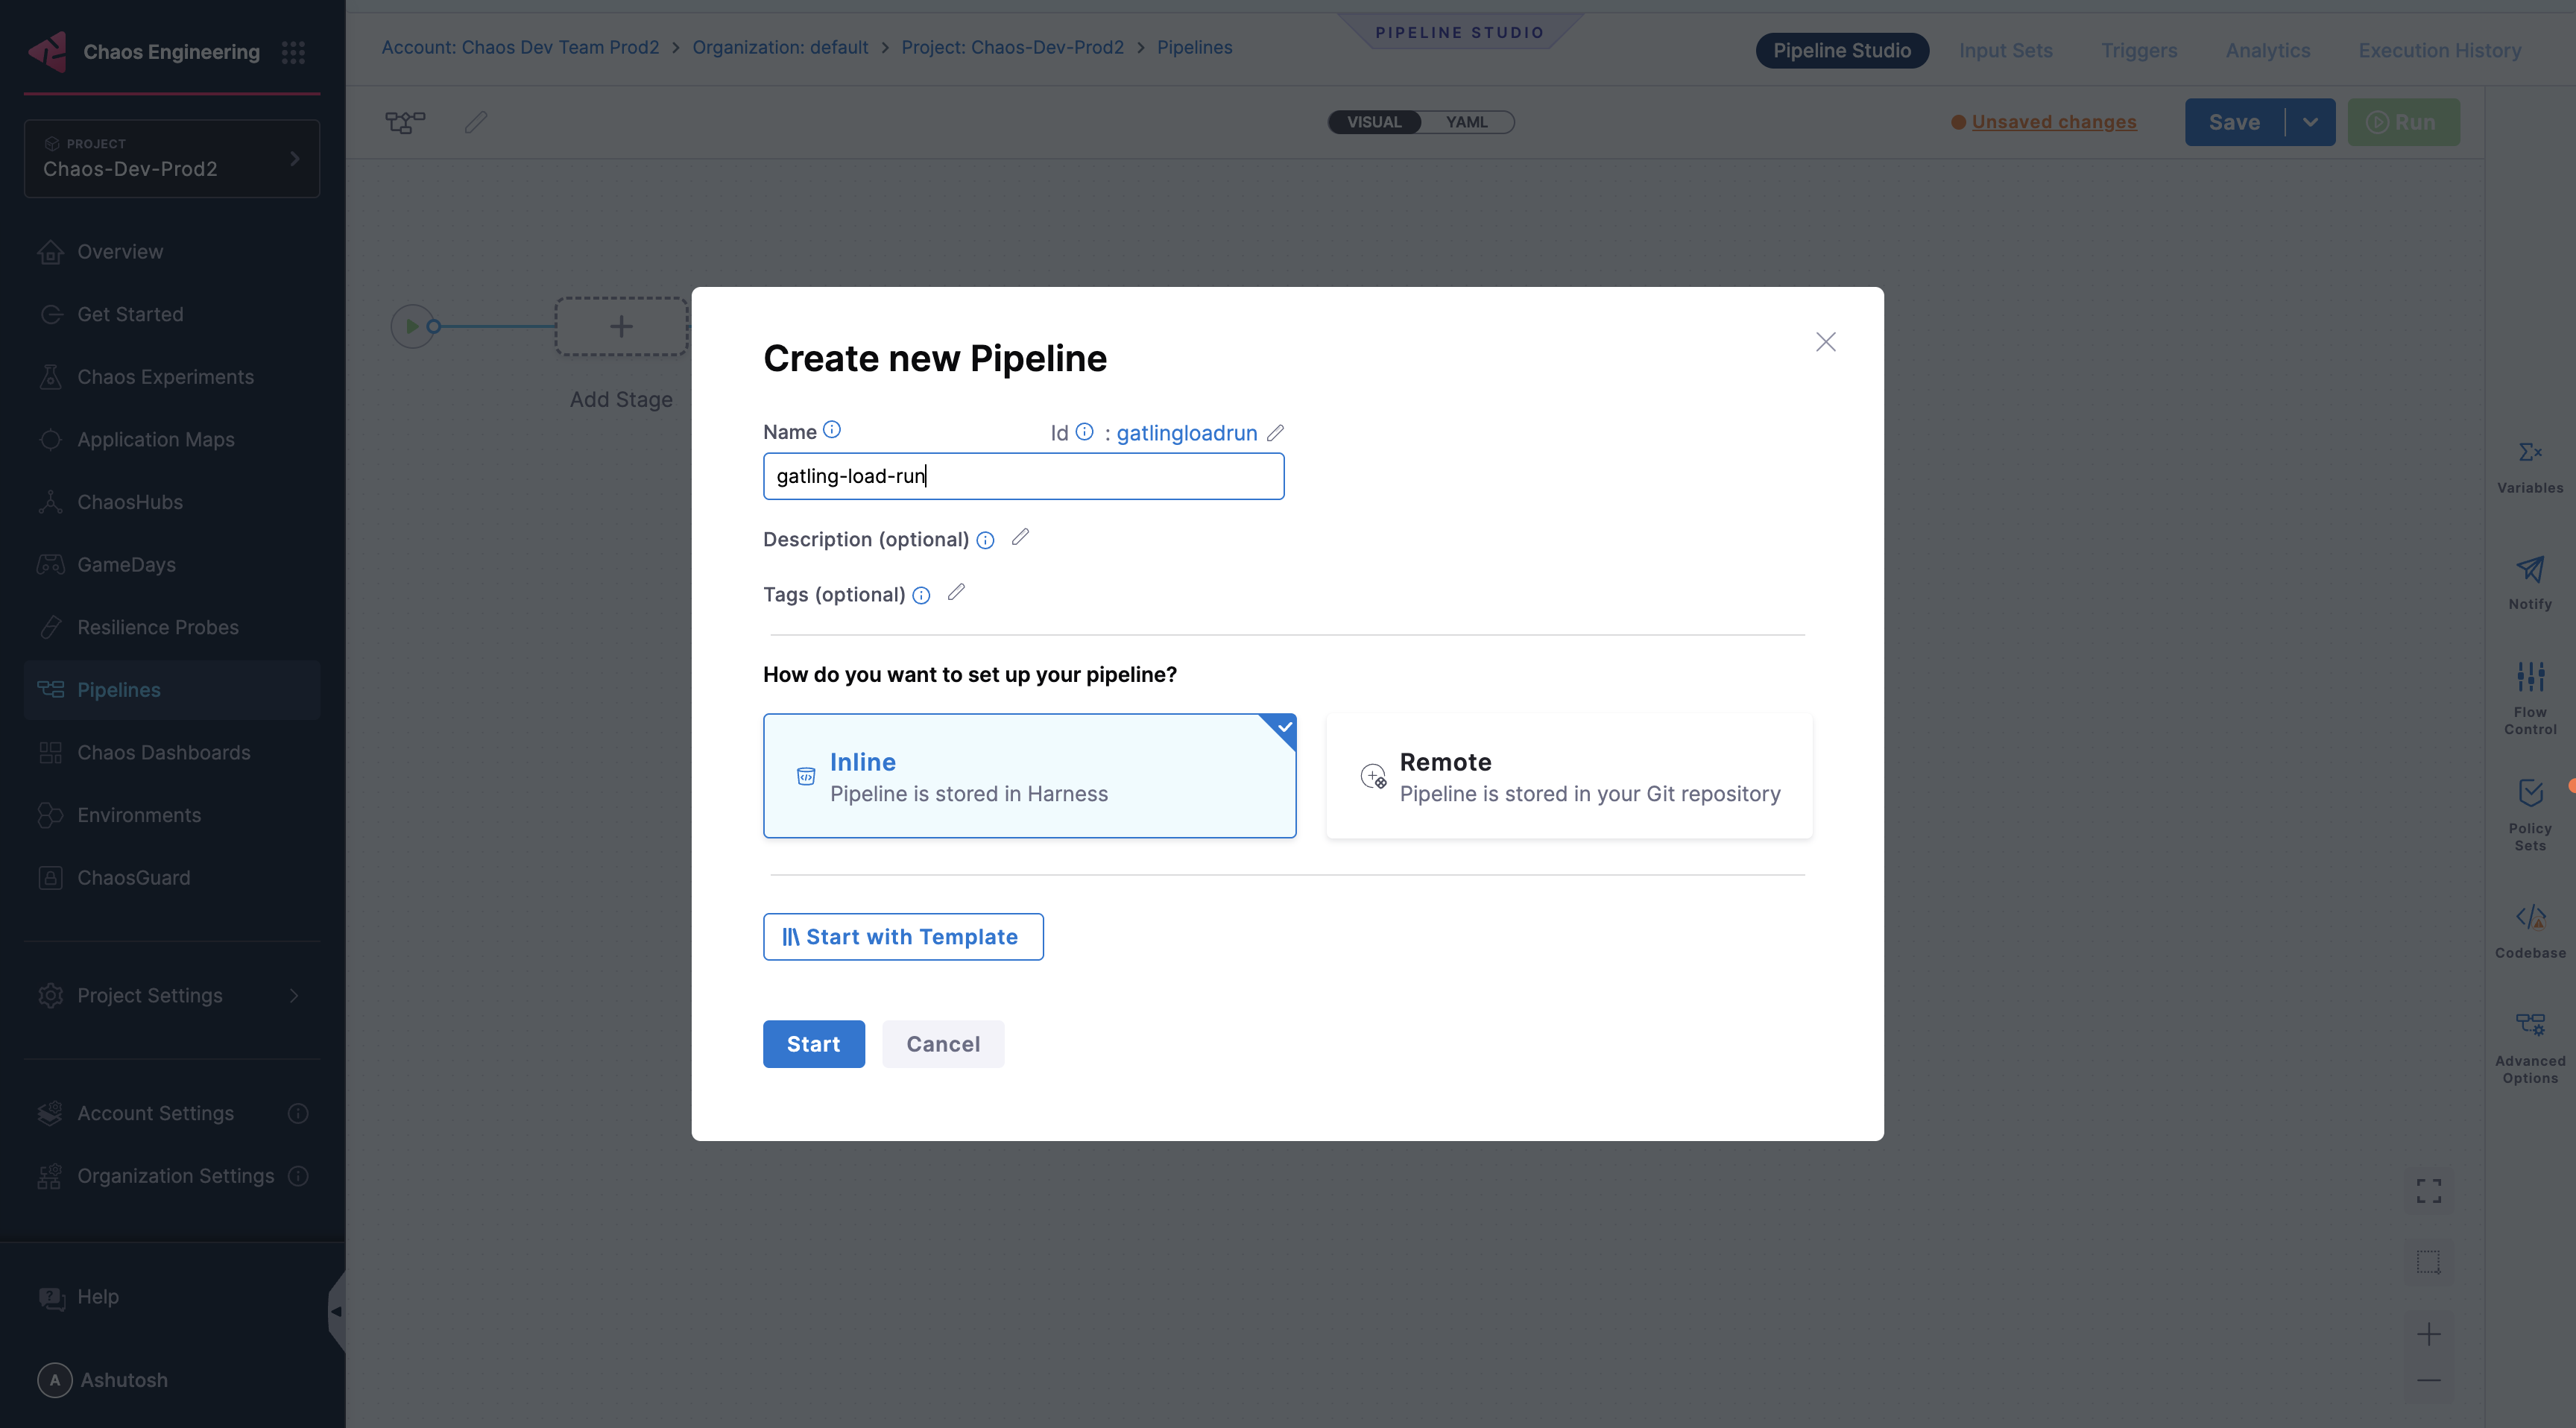 Chaos Engineering
PROJECT
Chaos-Dev-Prod2
Overview
Get Started
Chaos Experiments
Application Maps
ChaosHubs
GameDays
Resilience Probes
Pipelines
Chaos Dashboards
Environments
ChaosGuard
Project Settings
Account Settings
Organization Settings
Help
A Ashutosh
Account: Chaos Dev Team Prod2 > Organization: default > Project: Chaos-Dev-Prod2 > Pipelines
PIPELINE STUDIO
Pipeline Studio Input Sets Triggers Analytics Execution History
VISUAL YAML
Unsaved changes
Save
Run
Add Stage
Create new Pipeline
Name Id : gatlingloadrun
gatling-load-run
Description (optional)
Tags (optional)
How do you want to set up your pipeline?
Inline
Pipeline is stored in Harness
Remote
Pipeline is stored in your Git repository
Start with Template
Start Cancel
Variables
Notify
Flow
Control
Policy
Sets
Codebase
Advanced
Options